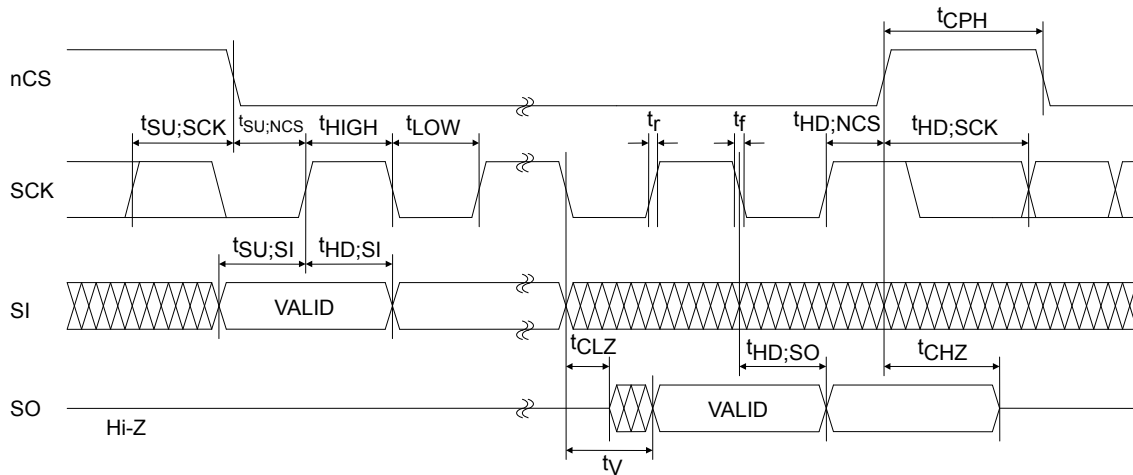 tCPH
nCS
tSU;SCK tSU;NCS tHIGH tLOW tr tf tHD;NCS tHD;SCK
SCK
tSU;SI tHD;SI
SI VALID
tCLZ tHD;SO tCHZ
SO VALID
Hi-Z
tV